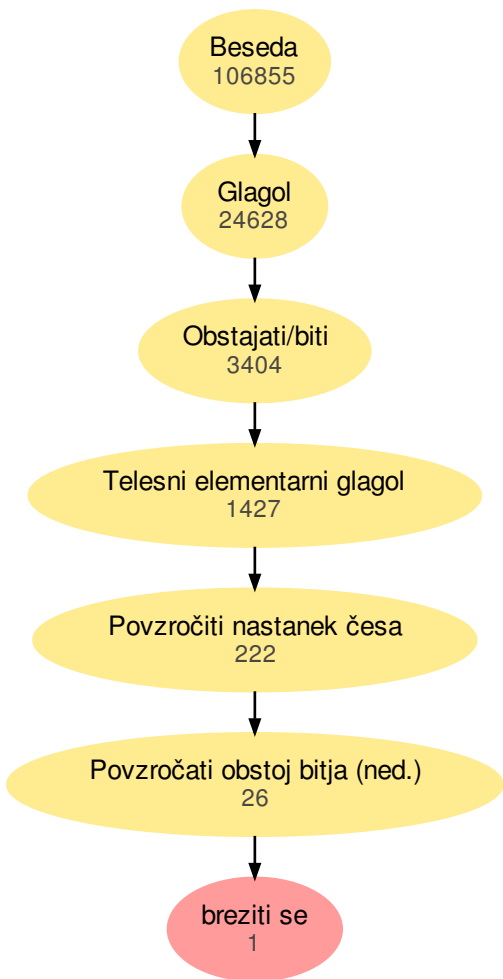 Beseda
106855
Glagol
24628
Obstajati/biti
3404
Telesni elementarni glagol
1427
Povzročiti nastanek česa
222
Povzročati obstoj bitja (ned.)
26
breziti se
1